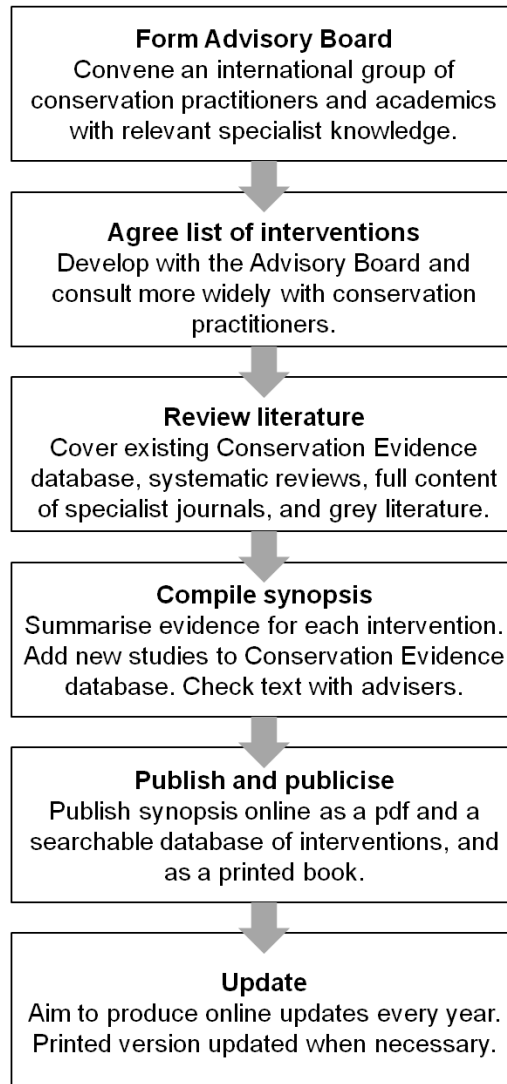 Form Advisory Board
Convene an international group of
conservation practitioners and academics
with relevant specialist knowledge.
Agree list of interventions
Develop with the Advisory Board and
consult more widely with conservation
practitioners.
Review literature
Cover existing Conservation Evidence
database, systematic reviews, full content
of specialist journals, and grey literature.
Compile synopsis
Summarise evidence for each intervention.
Add new studies to Conservation Evidence
database. Check text with advisers.
Publish and publicise
Publish synopsis online as a pdf and a
searchable database of interventions, and
as a printed book.
Update
Aim to produce online updates every year.
Printed version updated when necessary.